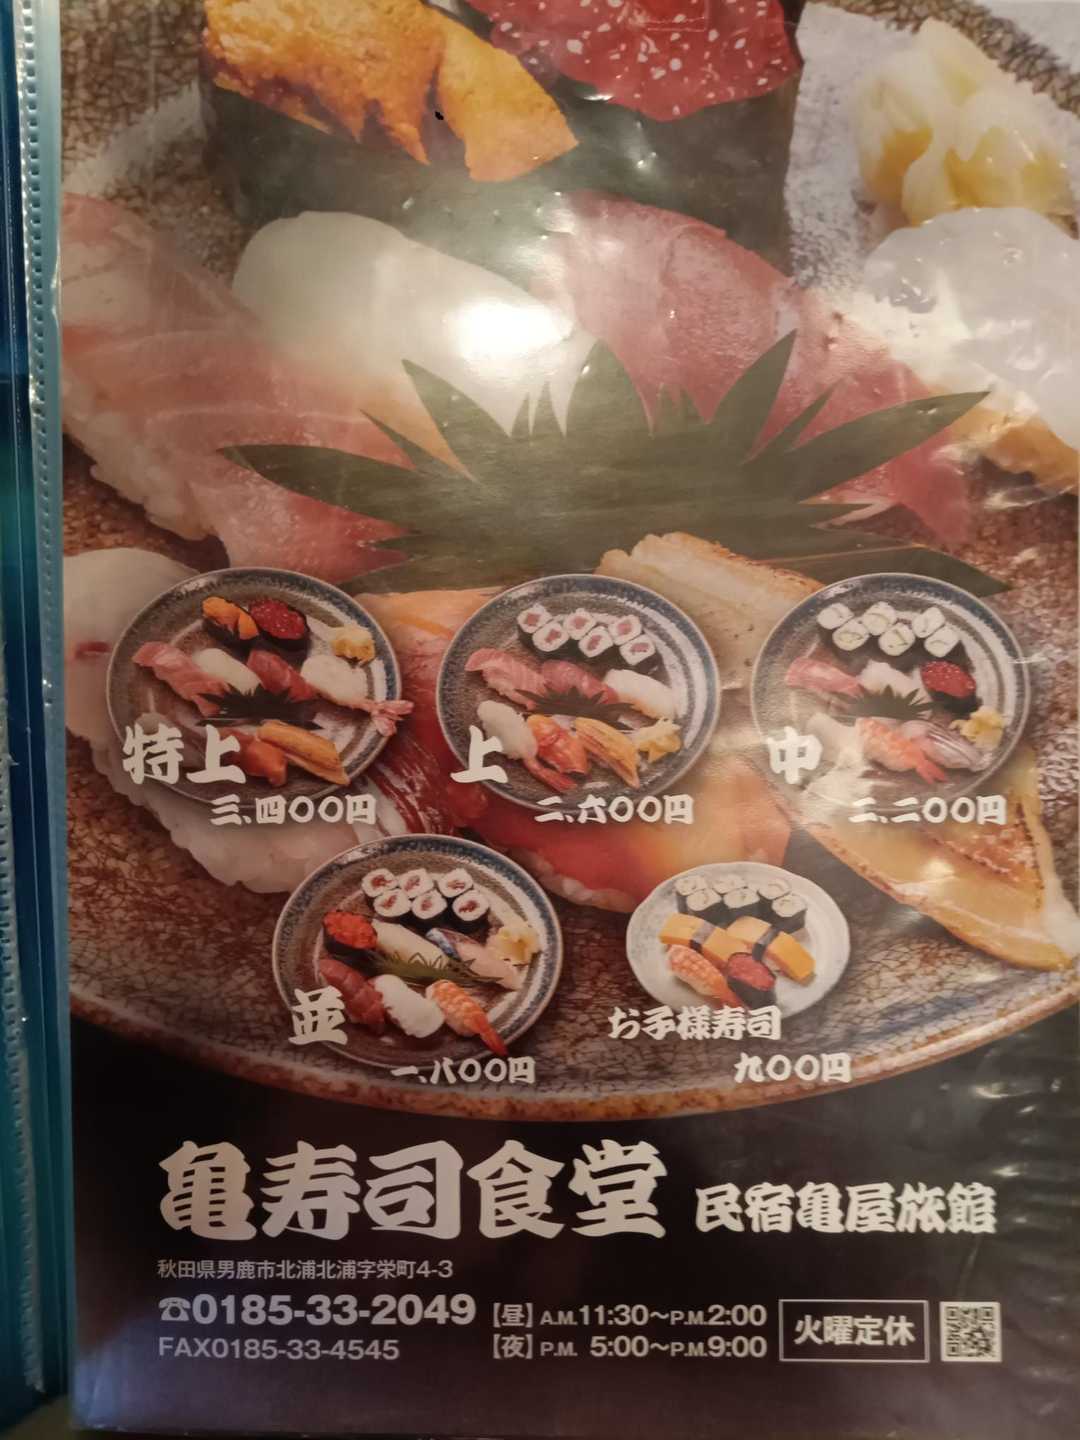 特上
三、四〇〇円
上
二、六〇〇円
中
二、二〇〇円
並
一、八〇〇円
お子様寿司
九〇〇円
亀寿司食堂 民宿亀屋旅館
秋田県男鹿市北浦北浦字栄町4-3
☎0185-33-2049
FAX0185-33-4545
【昼】A.M.11:30～P.M.2:00
【夜】P.M. 5:00～P.M.9:00
火曜定休